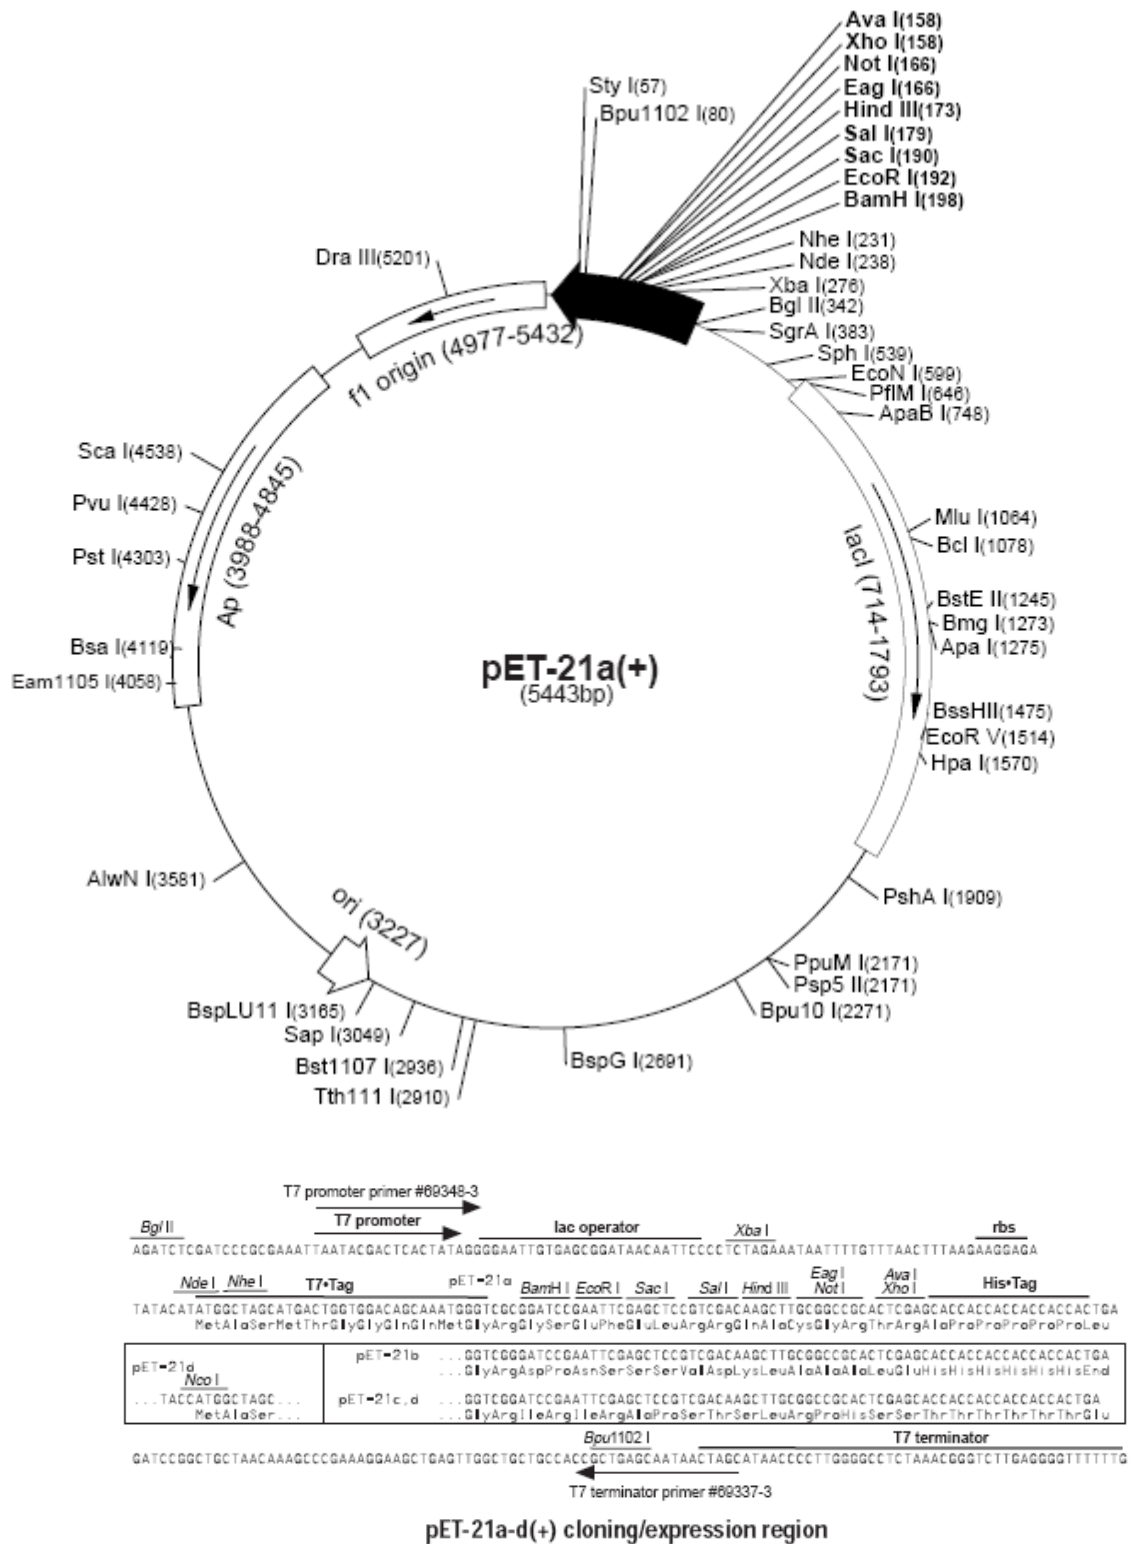 Ava I(158)
Xho I(158)
Not I(166)
Eag I(166)
Hind III(173)
Sal I(179)
Sac I(190)
EcoR I(192)
BamH I(198)
Sty I(57)
Bpu1102 I(80)
Nhe I(231)
Nde I(238)
Xba I(276)
Bgl II(342)
SgrA I(383)
Sph I(539)
EcoN I(599)
PflM I(646)
ApaB I(748)
Dra III(5201)
f1 origin (4977-5432)
Sca I(4538)
Pvu I(4428)
Pst I(4303)
Ap (3988-4845)
Bsa I(4119)
Eam1105 I(4058)
lacI (714-1793)
Mlu I(1064)
Bcl I(1078)
BstE II(1245)
Bmg I(1273)
Apa I(1275)
pET-21a(+)
(5443bp)
BssHII(1475)
EcoR V(1514)
Hpa I(1570)
AlwN I(3581)
ori (3227)
PshA I(1909)
PpuM I(2171)
Psp5 II(2171)
Bpu10 I(2271)
BspLU11 I(3165)
Sap I(3049)
Bst1107 I(2936)
Tth111 I(2910)
BspG I(2691)
T7 promoter primer #69348-3
Bgl II T7 promoter lac operator Xba I rbs
AGATCTCGATCCCGCGAAATTAATACGACTCACTATAGGGGAATTGTGAGCGGATAACAATTCCCCTCTAGAAATAATTTTGTTTAACTTTAAGAAGGAGA
Nde I Nhe I T7•Tag pET-21a BamH I EcoR I Sac I Sal I Hind III Eag I Not I Ava I Xho I His•Tag
TATACATATGGCTAGCATGACTGGTGGACAGCAAATGGGTCGCGGATCCGAATTCGAGCTCCGTCGACAAGCTTGCGGCCGCACTCGAGCACCACCACCACCACCACTGA
MetAlaSerMetThrGlyGlyGlnGlnMetGlyArgGlySerGluPheGluLeuArgArgGlnAlaCysGlyArgThrArgAlaProProProProProLeu
pET-21b ...GGTCGGGATCCGAATTCGAGCTCCGTCGACAAGCTTGCGGCCGCACTCGAGCACCACCACCACCACCACTGA
...GlyArgAspProAsnSerSerSerValAspLysLeuAlaAlaAlaLeuGluHisHisHisHisHisHisEnd
pET-21d
Nco I
...TACCATGGCTAGC...
MetAlaSer...
pET-21c,d ...GGTCGGATCCGAATTCGAGCTCCGTCGACAAGCTTGCGGCCGCACTCGAGCACCACCACCACCACCACTGA
...GlyArgIleArgIleArgAlaProSerThrSerLeuArgProHisSerSerThrThrThrThrThrThrGlu
Bpu1102 I T7 terminator
GATCCGGCTGCTAACAAAGCCCGAAAGGAAGCTGAGTTGGCTGCTGCCACCGCTGAGCAATAACTAGCATAACCCCTTGGGGCCTCTAAACGGGTCTTGAGGGGTTTTTTG
T7 terminator primer #69337-3
pET-21a-d(+) cloning/expression region